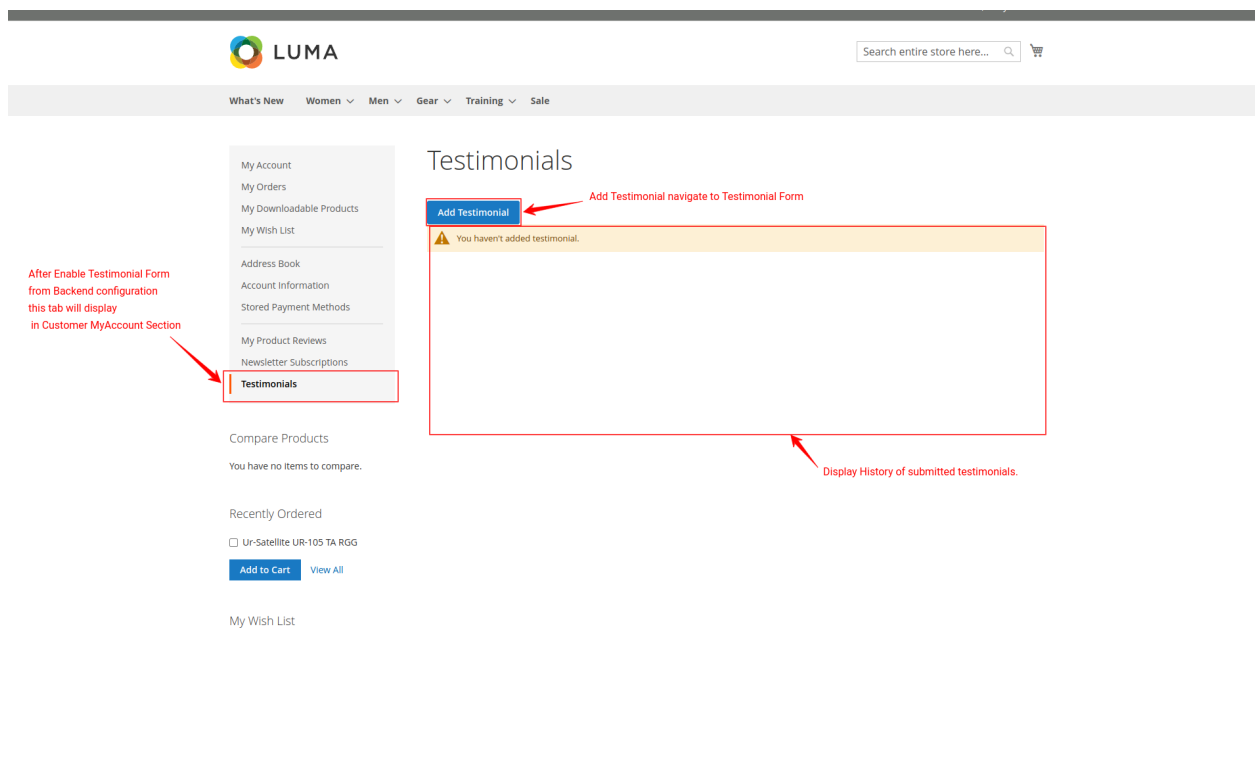 LUMA
Search entire store here...
What's New Women Men Gear Training Sale
My Account
My Orders
My Downloadable Products
My Wish List
Address Book
Account Information
Stored Payment Methods
My Product Reviews
Newsletter Subscriptions
Testimonials
Compare Products
You have no items to compare.
Recently Ordered
Ur-Satellite UR-105 TA RGG
Add to Cart View All
My Wish List
Testimonials
Add Testimonial
Add Testimonial navigate to Testimonial Form
You haven't added testimonial.
After Enable Testimonial Form
from Backend configuration
this tab will display
in Customer MyAccount Section
Display History of submitted testimonials.